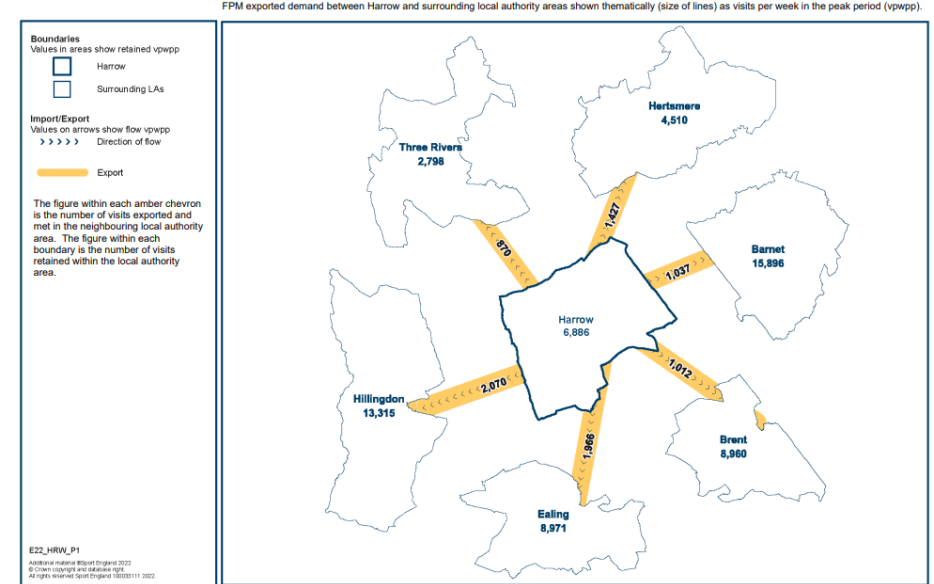 FPM exported demand between Harrow and surrounding local authority areas shown thematically (size of lines) as visits per week in the peak period (vpwpp).
Boundaries
Values in areas show retained vpwpp
Harrow
Surrounding LAs
Import/Export
Values on arrows show flow vpwpp
Direction of flow
Export
The figure within each amber chevron
is the number of visits exported and
met in the neighbouring local authority
area. The figure within each
boundary is the number of visits
retained within the local authority
area.
E22_HRW_P1
Additional material ©Sport England 2022
© Crown copyright and database right.
All rights reserved Sport England 100033111 2022.
Hertsmere
4,510
Three Rivers
2,798
1,427
870
Barnet
15,896
1,037
Harrow
6,886
1,012
2,070
Hillingdon
13,315
1,966
Brent
8,960
Ealing
8,971